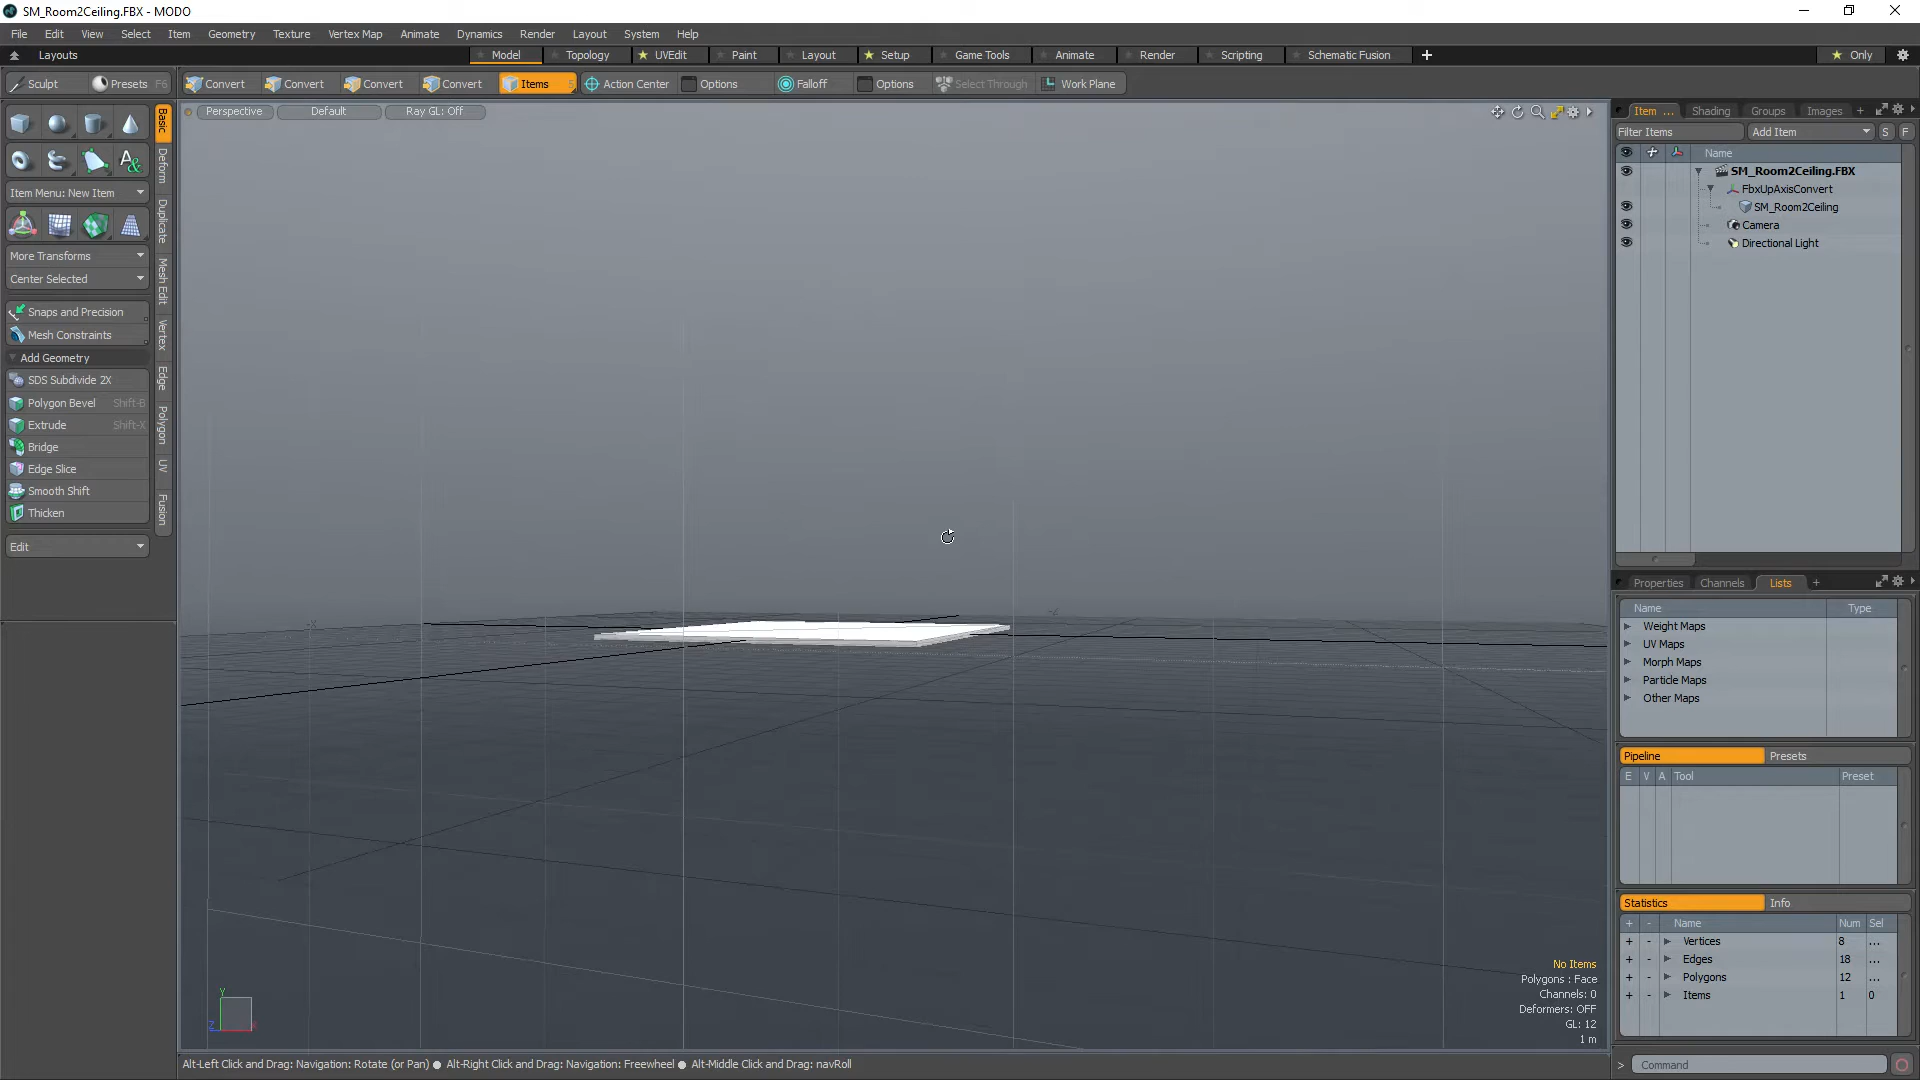 SM_Room2Ceiling.FBX - MODO
File Edit View Select Item Geometry Texture Vertex Map Animate Dynamics Render Layout System Help
Layouts Model Topology UVEdit Paint Layout Setup Game Tools Animate Render Scripting Schematic Fusion + Only
Sculpt Presets F6 Convert Convert Convert Convert Items 5 Action Center Options Falloff Options Select Through Work Plane
Perspective Default Ray GL: Off
Item ... Shading Groups Images +
Filter Items Add Item S F
Name
SM_Room2Ceiling.FBX
FbxUpAxisConvert
SM_Room2Ceiling
Camera
Directional Light
Basic
Deform
Duplicate
Mesh Edit
Vertex
Edge
Polygon
UV
Fusion
Item Menu: New Item
More Transforms
Center Selected
Snaps and Precision
Mesh Constraints
Add Geometry
SDS Subdivide 2X
Polygon Bevel Shift-B
Extrude Shift-X
Bridge
Edge Slice
Smooth Shift
Thicken
Edit
Properties Channels Lists +
Name Type
Weight Maps
UV Maps
Morph Maps
Particle Maps
Other Maps
Pipeline Presets
E V A Tool Preset
Statistics Info
+ - Name Num Sel
+ - Vertices 8 ...
+ - Edges 18 ...
+ - Polygons 12 ...
+ - Items 1 0
No Items
Polygons : Face
Channels: 0
Deformers: OFF
GL: 12
1 m
Y
Z X
Alt-Left Click and Drag: Navigation: Rotate (or Pan) ● Alt-Right Click and Drag: Navigation: Freewheel ● Alt-Middle Click and Drag: navRoll
> Command